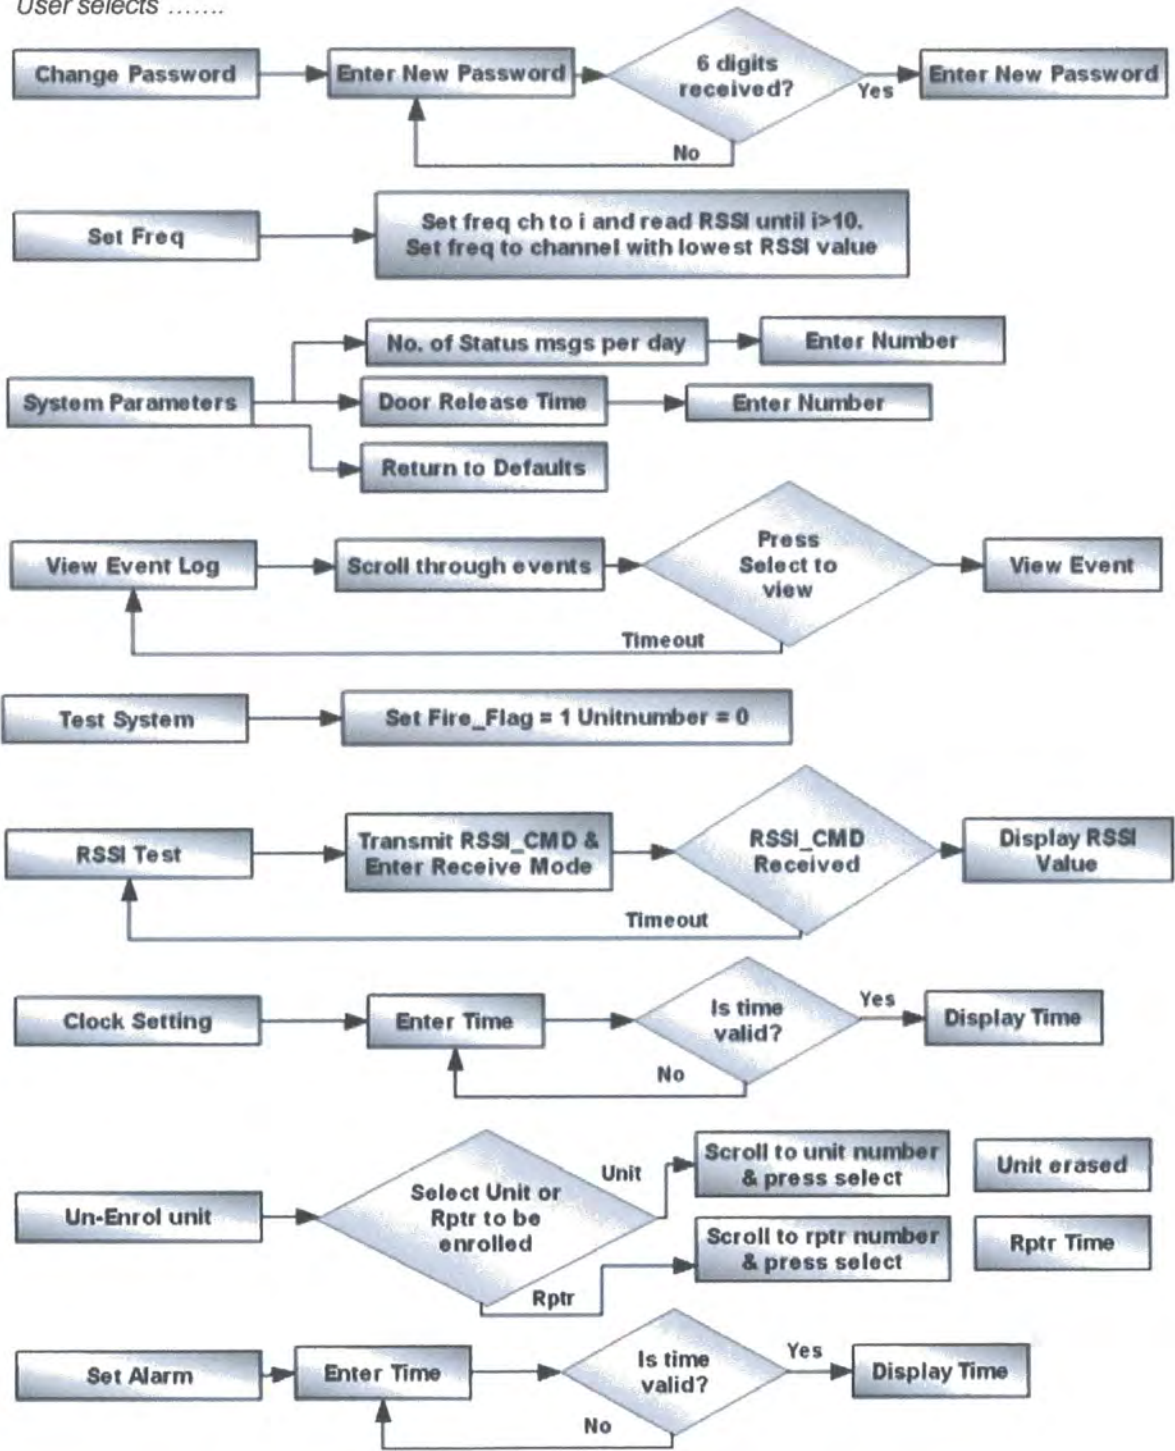 User selects .......
Change Password
Enter New Password
6 digits
received?
Yes
Enter New Password
No
Set Freq
Set freq ch to i and read RSSI until i>10.
Set freq to channel with lowest RSSI value
No. of Status msgs per day
Enter Number
System Parameters
Door Release Time
Enter Number
Return to Defaults
View Event Log
Scroll through events
Press
Select to
view
View Event
Timeout
Test System
Set Fire_Flag = 1 Unitnumber = 0
RSSI Test
Transmit RSSI_CMD &
Enter Receive Mode
RSSI_CMD
Received
Display RSSI
Value
Timeout
Clock Setting
Enter Time
Is time
valid?
Yes
Display Time
No
Un-Enrol unit
Select Unit or
Rptr to be
enrolled
Unit
Scroll to unit number
& press select
Unit erased
Rptr
Scroll to rptr number
& press select
Rptr Time
Set Alarm
Enter Time
Is time
valid?
Yes
Display Time
No